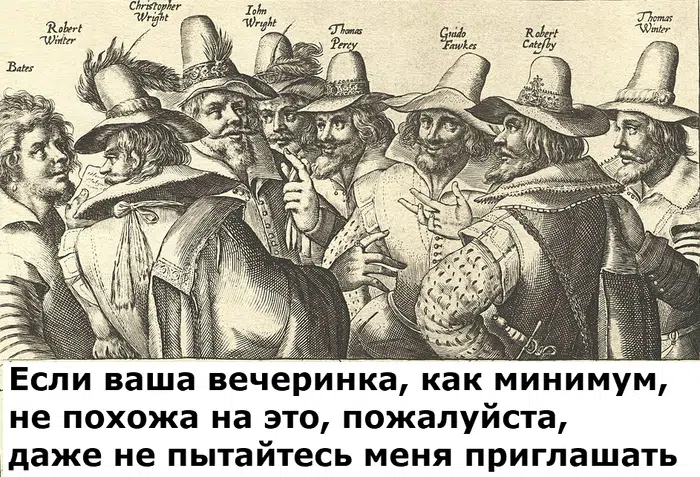 Bates
Robert
Winter
Christopher
Wright
Iohn
Wright
Thomas
Percy
Guido
Fawkes
Robert
Catesby
Thomas
Winter
Если ваша вечеринка, как минимум,
не похожа на это, пожалуйста,
даже не пытайтесь меня приглашать